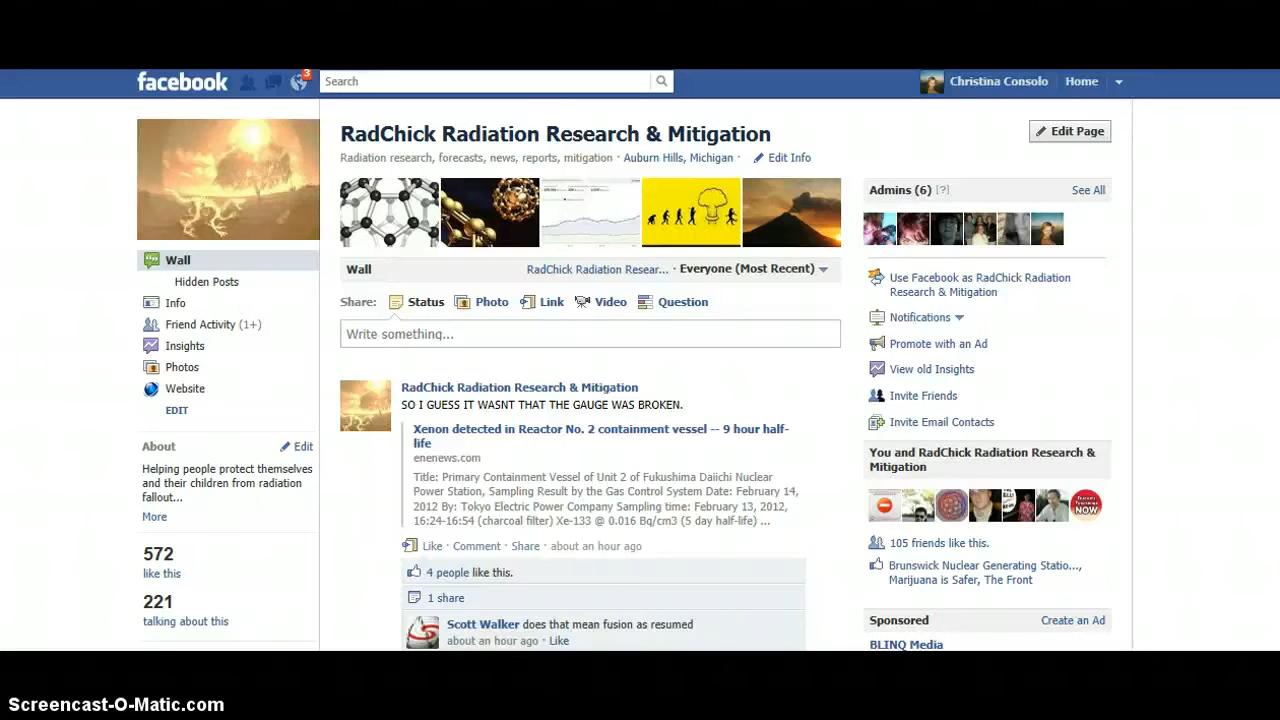 facebook
3
Search
Christina Consolo
Home
RadChick Radiation Research & Mitigation
Edit Page
Radiation research, forecasts, news, reports, mitigation · Auburn Hills, Michigan ·
Edit Info
Wall
Hidden Posts
Info
Friend Activity (1+)
Insights
Photos
Website
EDIT
About
Edit
Helping people protect themselves
and their children from radiation
fallout...
More
572
like this
221
talking about this
Wall
RadChick Radiation Resear... · Everyone (Most Recent)
Share:
Status
Photo
Link
Video
Question
Write something...
RadChick Radiation Research & Mitigation
SO I GUESS IT WASNT THAT THE GAUGE WAS BROKEN.
Xenon detected in Reactor No. 2 containment vessel -- 9 hour half-
life
enenews.com
Title: Primary Containment Vessel of Unit 2 of Fukushima Daiichi Nuclear
Power Station, Sampling Result by the Gas Control System Date: February 14,
2012 By: Tokyo Electric Power Company Sampling time: February 13, 2012,
16:24-16:54 (charcoal filter) Xe-133 @ 0.016 Bq/cm3 (5 day half-life) ...
Like · Comment · Share · about an hour ago
4 people like this.
1 share
Scott Walker does that mean fusion as resumed
about an hour ago · Like
Admins (6) [?]
See All
Use Facebook as RadChick Radiation
Research & Mitigation
Notifications
Promote with an Ad
View old Insights
Invite Friends
Invite Email Contacts
You and RadChick Radiation Research &
Mitigation
NOW
105 friends like this.
Brunswick Nuclear Generating Statio...,
Marijuana is Safer, The Front
Sponsored
Create an Ad
BLINQ Media
Screencast-O-Matic.com